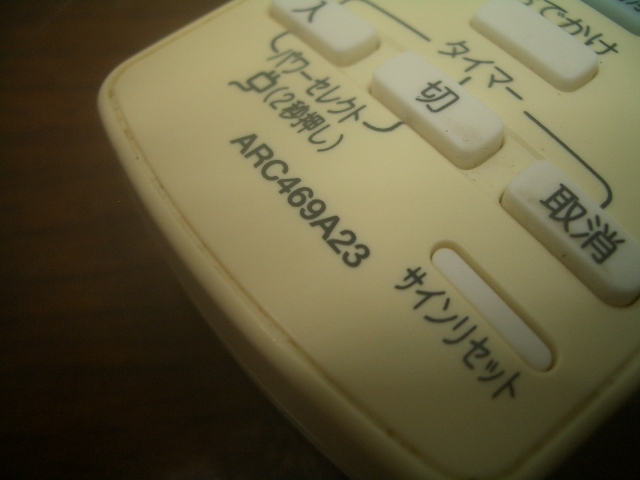 でかけ
入
タイマー
切
パワーセレクト
(2秒押し)
取消
ARC469A23
サインリセット